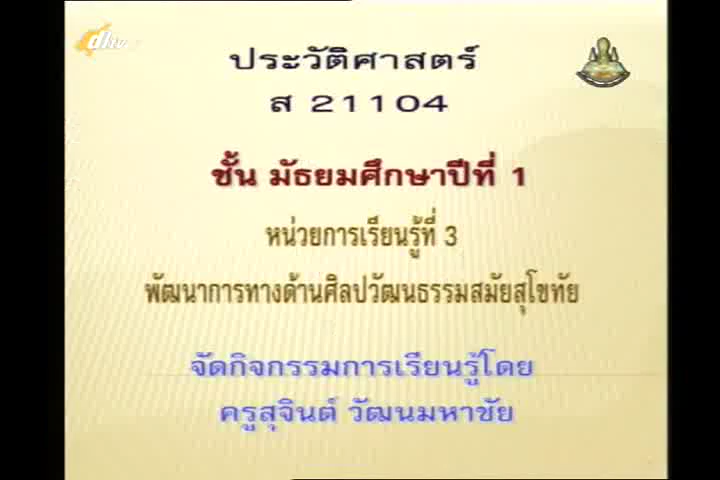 dltv
ประวัติศาสตร์
ส 21104
ชั้น มัธยมศึกษาปีที่ 1
หน่วยการเรียนรู้ที่ 3
พัฒนาการทางด้านศิลปวัฒนธรรมสมัยสุโขทัย
จัดกิจกรรมการเรียนรู้โดย
ครูสุจินต์ วัฒนมหาชัย